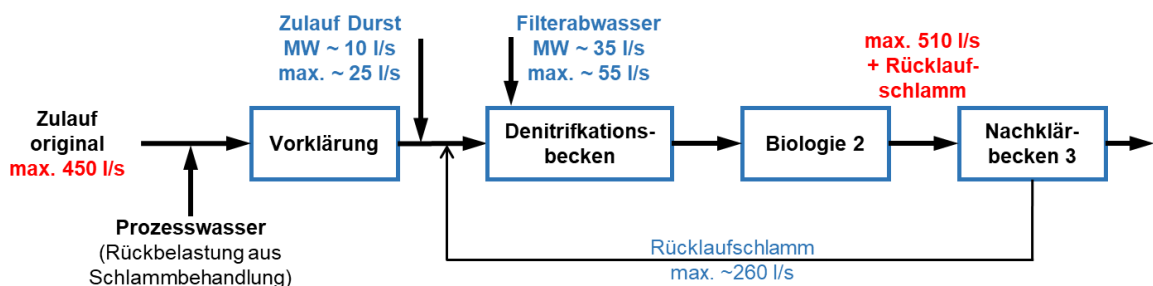 Zulauf Durst
MW ~ 10 l/s
max. ~ 25 l/s
Filterabwasser
MW ~ 35 l/s
max. ~ 55 l/s
max. 510 l/s
+ Rücklauf-
schlamm
Zulauf
original
max. 450 l/s
Vorklärung
Denitrifkations-
becken
Biologie 2
Nachklär-
becken 3
Prozesswasser
(Rückbelastung aus
Schlammbehandlung)
Rücklaufschlamm
max. ~260 l/s